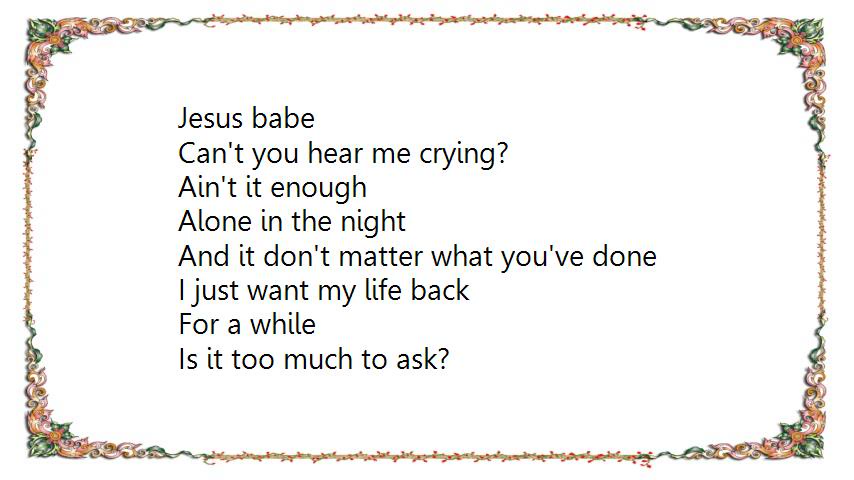 Jesus babe
Can't you hear me crying?
Ain't it enough
Alone in the night
And it don't matter what you've done
I just want my life back
For a while
Is it too much to ask?